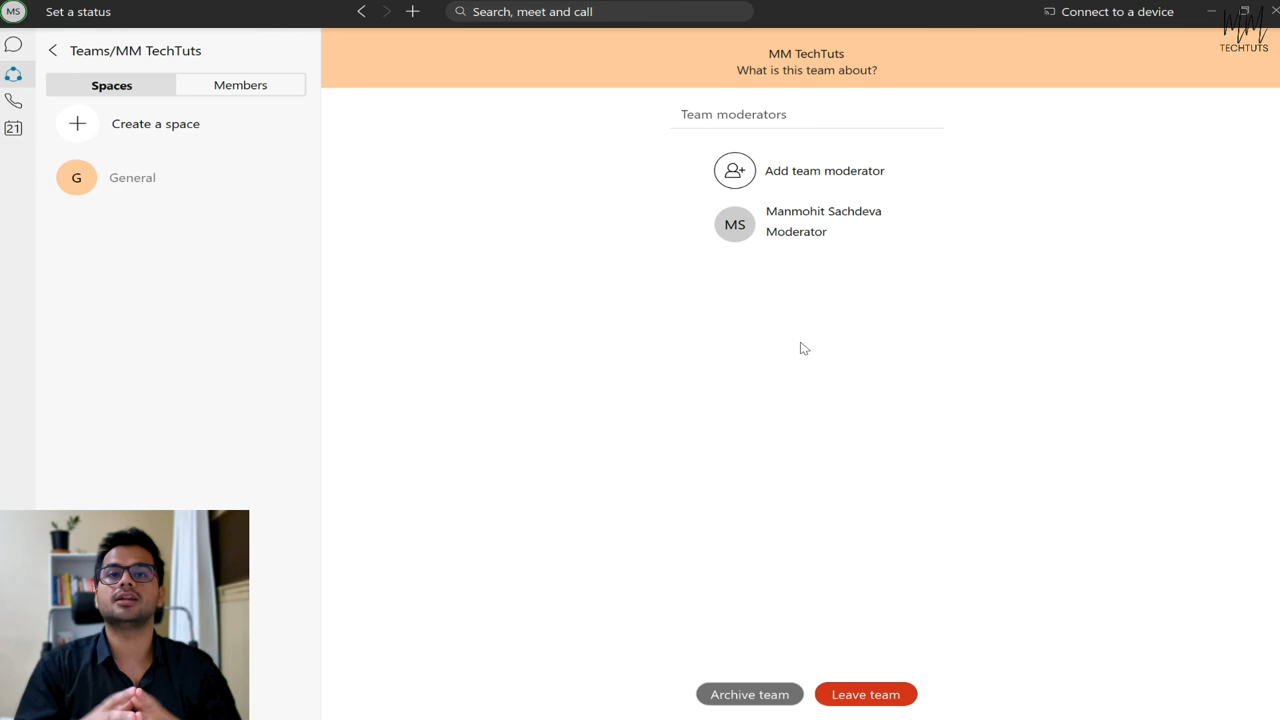 MS
Set a status
Search, meet and call
Connect to a device
MM
TECHTUTS
Teams/MM TechTuts
Spaces
Members
Create a space
G
General
21
MM TechTuts
What is this team about?
Team moderators
Add team moderator
MS
Manmohit Sachdeva
Moderator
Archive team
Leave team